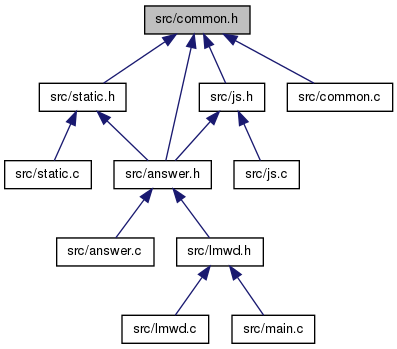 src/common.h
src/static.h
src/js.h
src/common.c
src/static.c
src/answer.h
src/js.c
src/answer.c
src/lmwd.h
src/lmwd.c
src/main.c